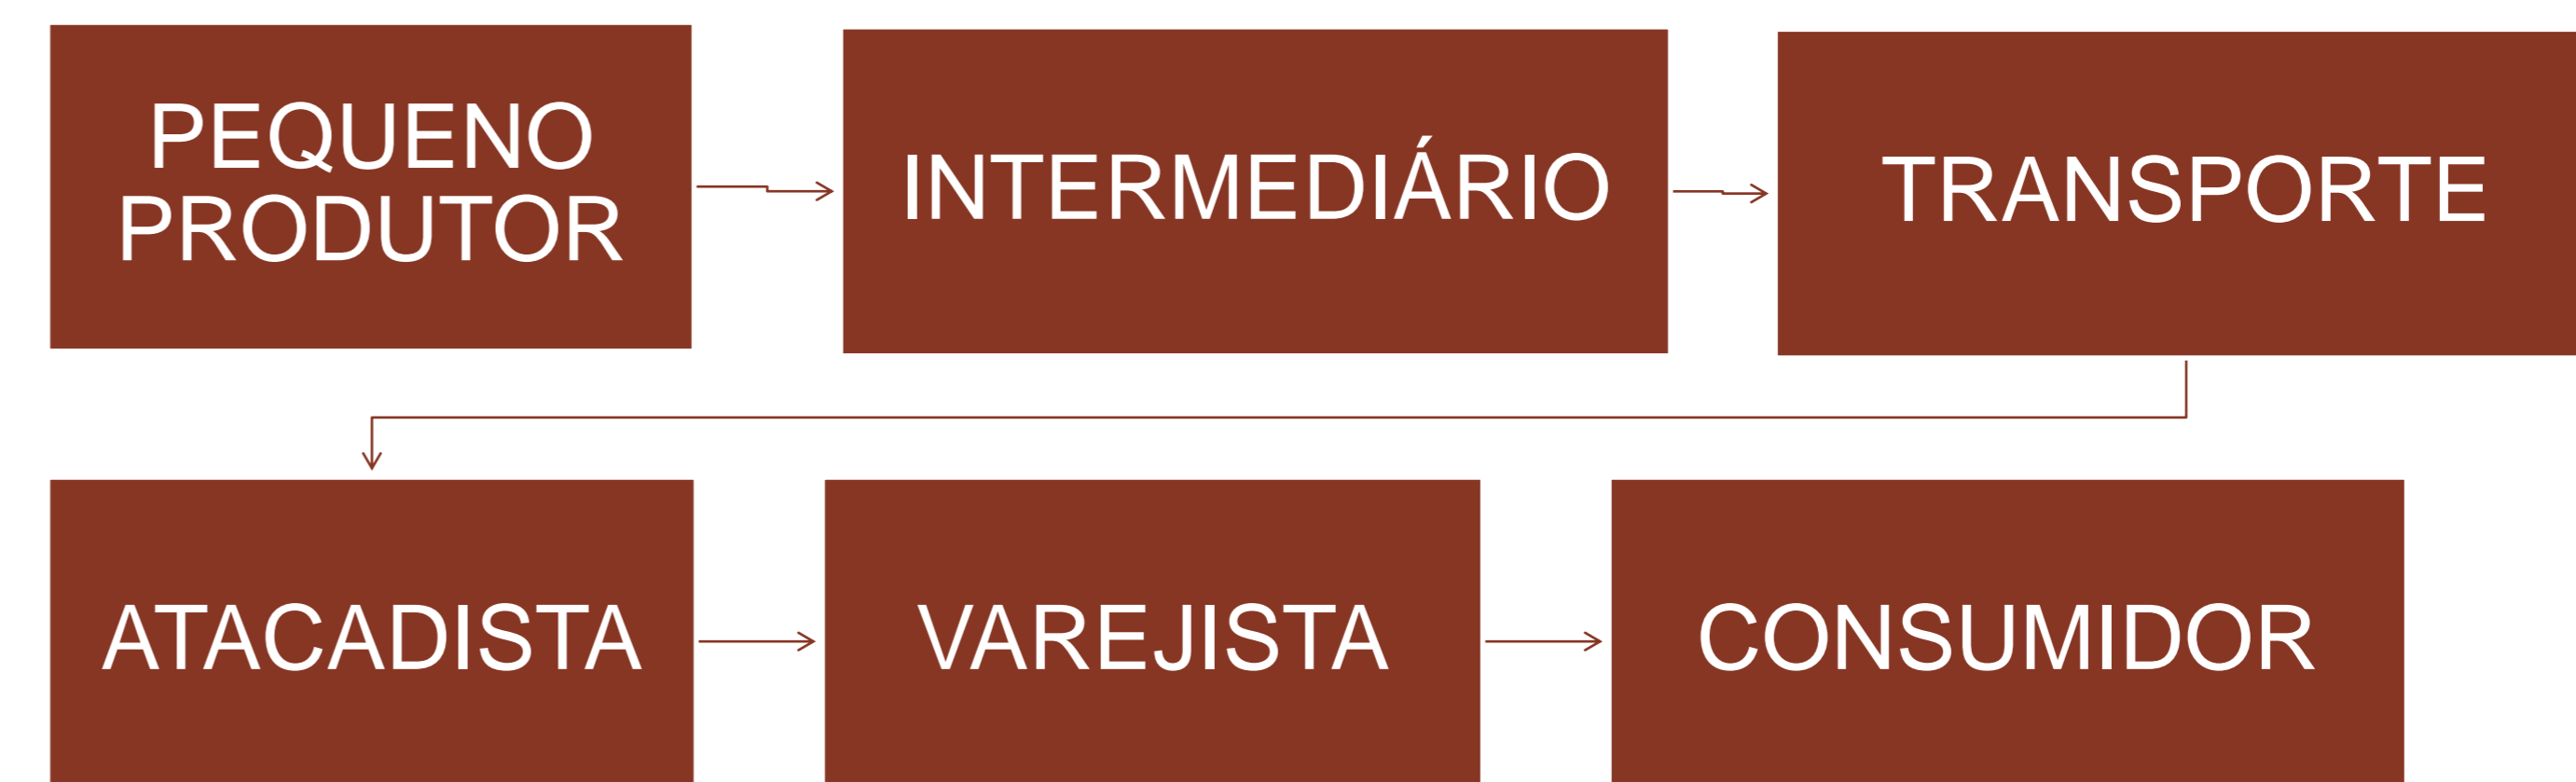 PEQUENO
PRODUTOR
INTERMEDIÁRIO
TRANSPORTE
ATACADISTA
VAREJISTA
CONSUMIDOR